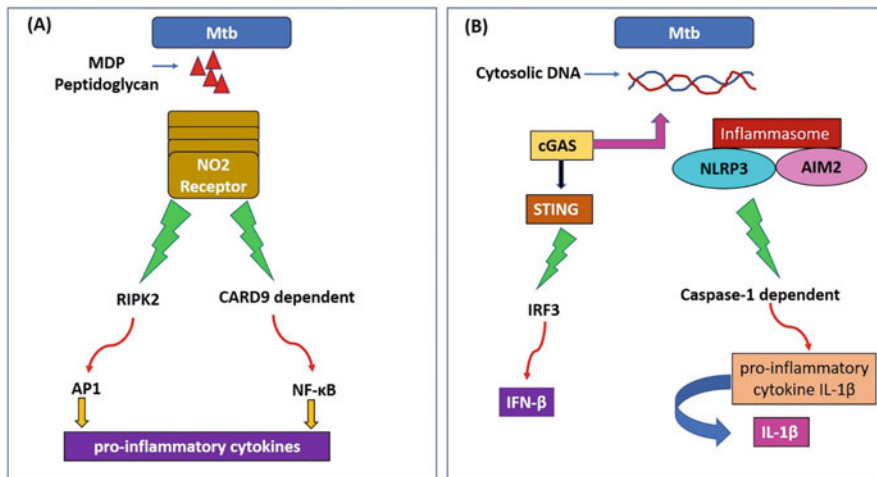 (A)
Mtb
MDP
Peptidoglycan
NO2
Receptor
RIPK2
CARD9 dependent
AP1
NF-κB
pro-inflammatory cytokines
(B)
Mtb
Cytosolic DNA
cGAS
STING
IRF3
IFN-β
Inflammasome
NLRP3
AIM2
Caspase-1 dependent
pro-inflammatory
cytokine IL-1β
IL-1β